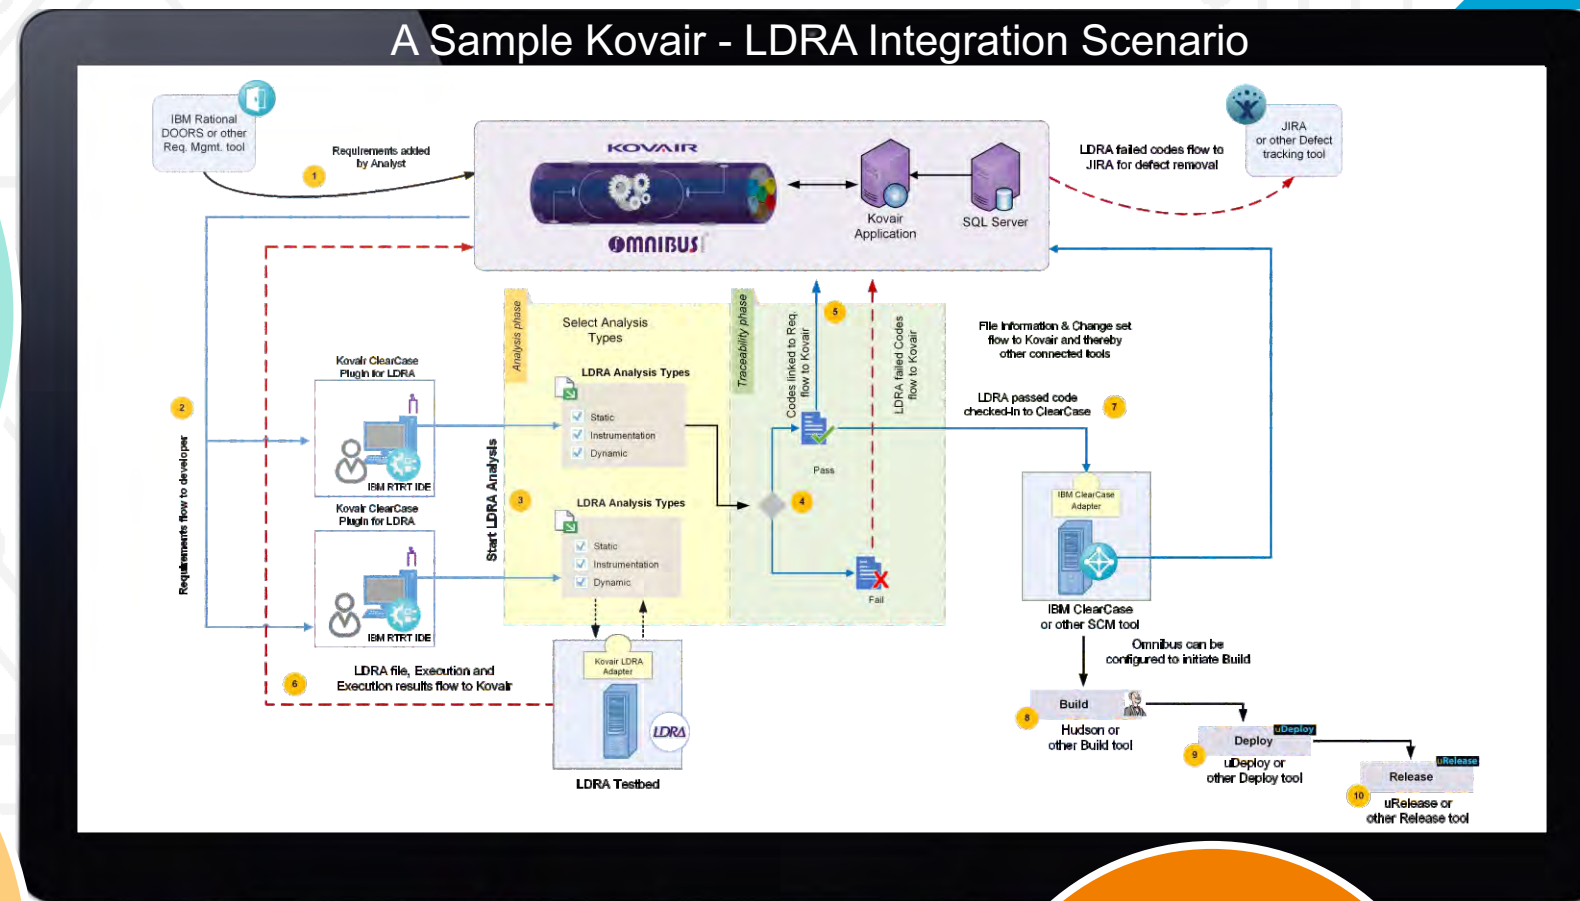 A Sample Kovair - LDRA Integration Scenario
IBM Rational
DOORS or other
Req. Mgmt. tool
Requirements added
by Analyst
1
KOVAIR
OMNIBUS
Kovair
Application
SQL Server
LDRA failed codes flow to
JIRA for defect removal
JIRA
or other Defect
tracking tool
2
Requirements flow to developer
Kovair ClearCase
Plugin for LDRA
IBM RTRT IDE
Kovair ClearCase
Plugin for LDRA
IBM RTRT IDE
Start LDRA Analysis
3
Analysis phase
Select Analysis
Types
LDRA Analysis Types
Static
Instrumentation
Dynamic
LDRA Analysis Types
Static
Instrumentation
Dynamic
Traceability phase
Codes linked to Req.
flow to Kovair
5
LDRA failed Codes
flow to Kovair
Pass
4
Fail
File Information & Change set
flow to Kovair and thereby
other connected tools
LDRA passed code
checked-in to ClearCase
7
IBM ClearCase
Adapter
IBM ClearCase
or other SCM tool
Omnibus can be
configured to initiate Build
6
LDRA file, Execution and
Execution results flow to Kovair
Kovair LDRA
Adapter
LDRA
LDRA Testbed
Build
8
Hudson or
other Build tool
uDeploy
Deploy
9
uDeploy or
other Deploy tool
uRelease
Release
10
uRelease or
other Release tool